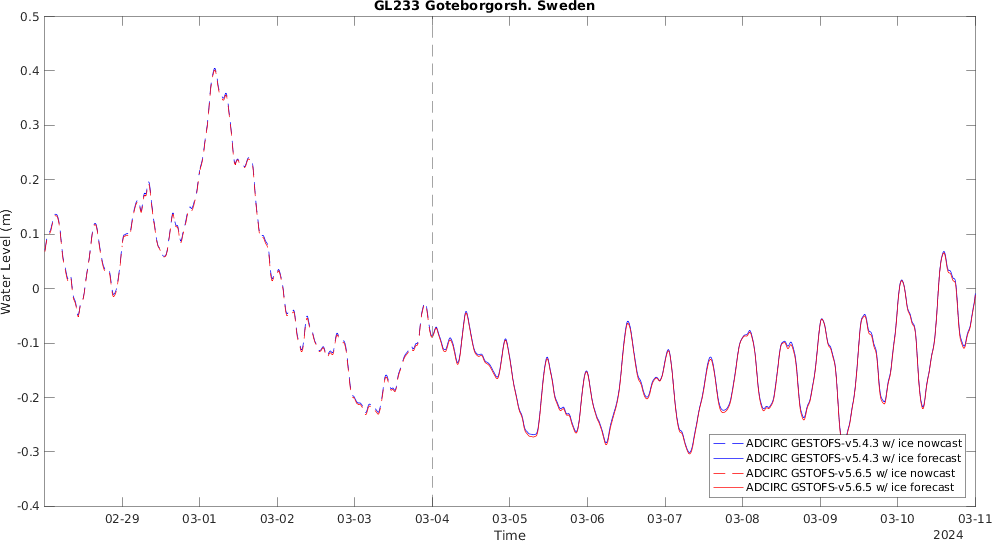 GL233 Goteborgorsh. Sweden
0.5
0.4
0.3
0.2
0.1
0
-0.1
-0.2
-0.3
-0.4
Water Level (m)
ADCIRC GESTOFS-v5.4.3 w/ ice nowcast
ADCIRC GESTOFS-v5.4.3 w/ ice forecast
ADCIRC GSTOFS-v5.6.5 w/ ice nowcast
ADCIRC GSTOFS-v5.6.5 w/ ice forecast
02-29 03-01 03-02 03-03 03-04 03-05 03-06 03-07 03-08 03-09 03-10 03-11
Time
2024